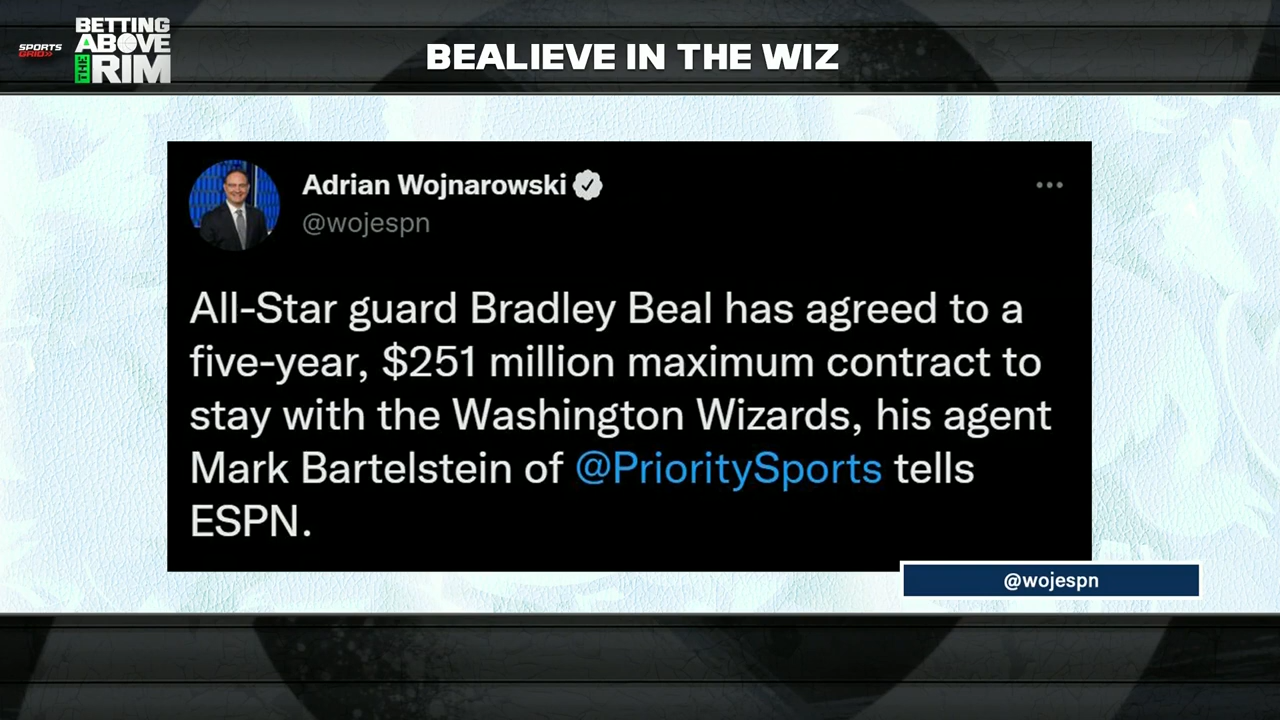 SPORTS
GRID»
BETTING
ABOVE
THE
RIM
BEALIEVE IN THE WIZ
Adrian Wojnarowski
@wojespn
All-Star guard Bradley Beal has agreed to a
five-year, $251 million maximum contract to
stay with the Washington Wizards, his agent
Mark Bartelstein of @PrioritySports tells
ESPN.
@wojespn